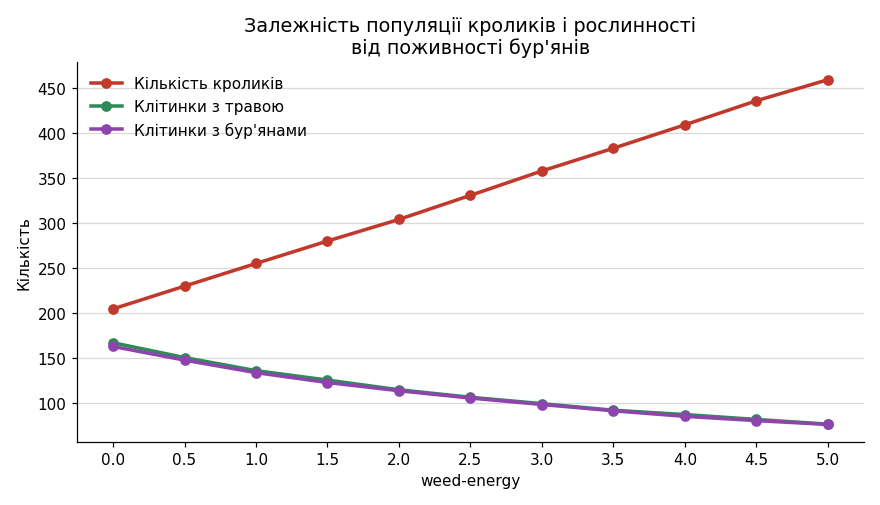 Залежність популяції кроликів і рослинності
від поживності бур'янів
Кількість кроликів
Клітинки з травою
Клітинки з бур'янами
Кількість
450
400
350
300
250
200
150
100
0.0 0.5 1.0 1.5 2.0 2.5 3.0 3.5 4.0 4.5 5.0
weed-energy